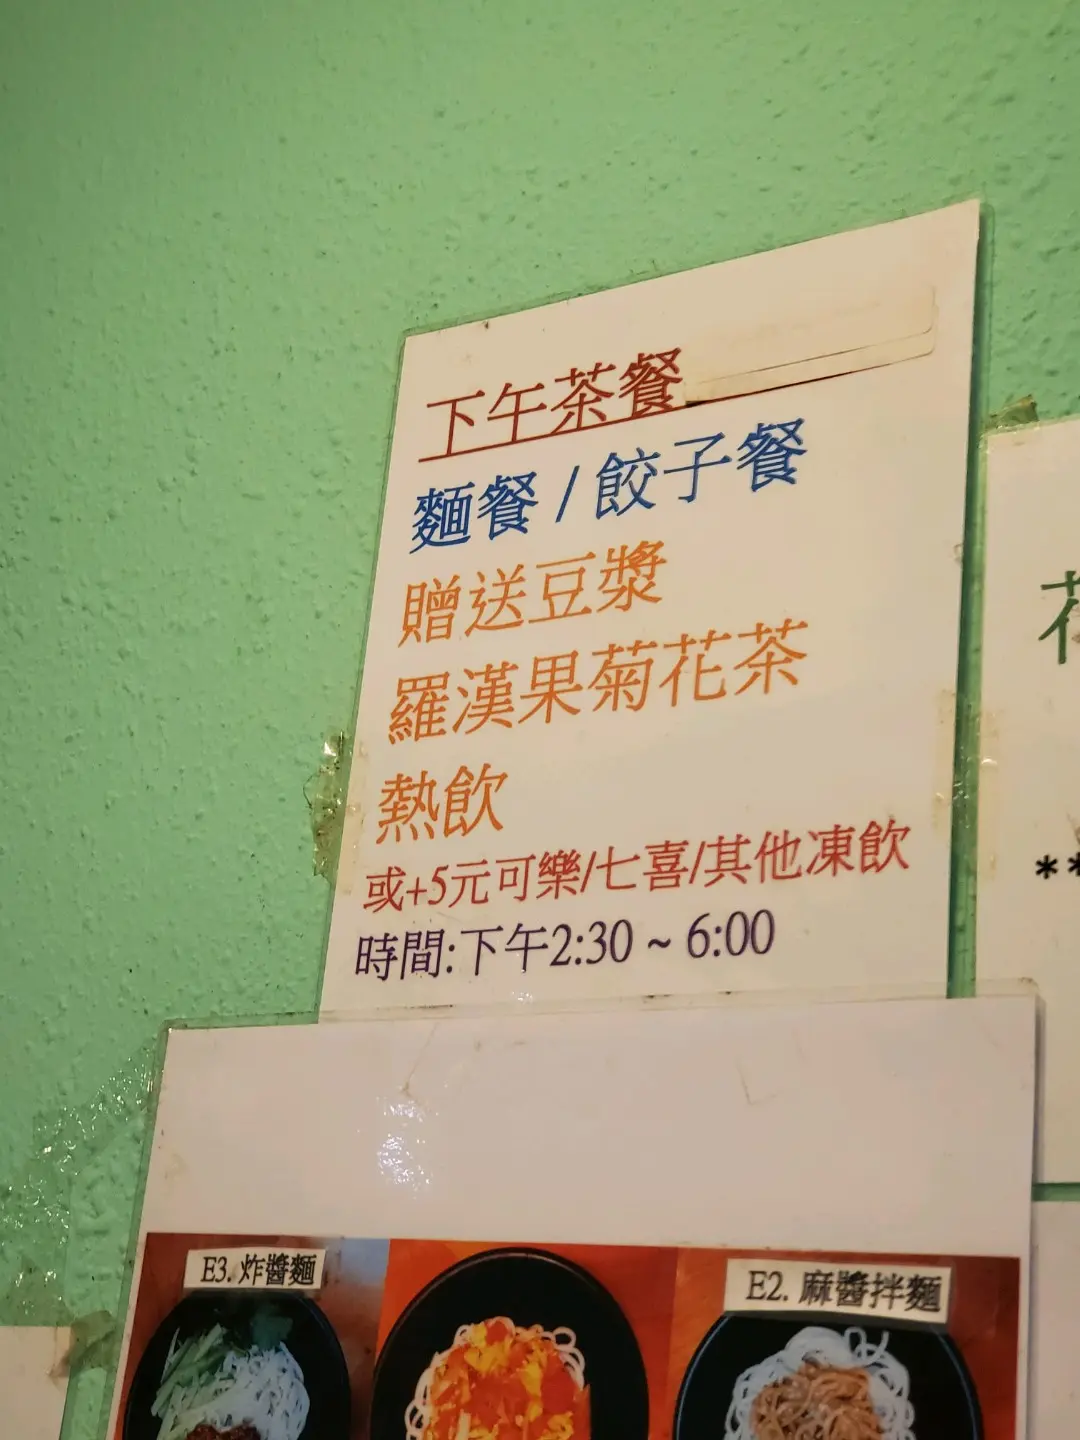 下午茶餐
麵餐 / 餃子餐
贈送豆漿
羅漢果菊花茶
熱飲
或+5元可樂/七喜/其他凍飲
時間:下午2:30 ~ 6:00
**
E3. 炸醬麵
E2. 麻醬拌麵